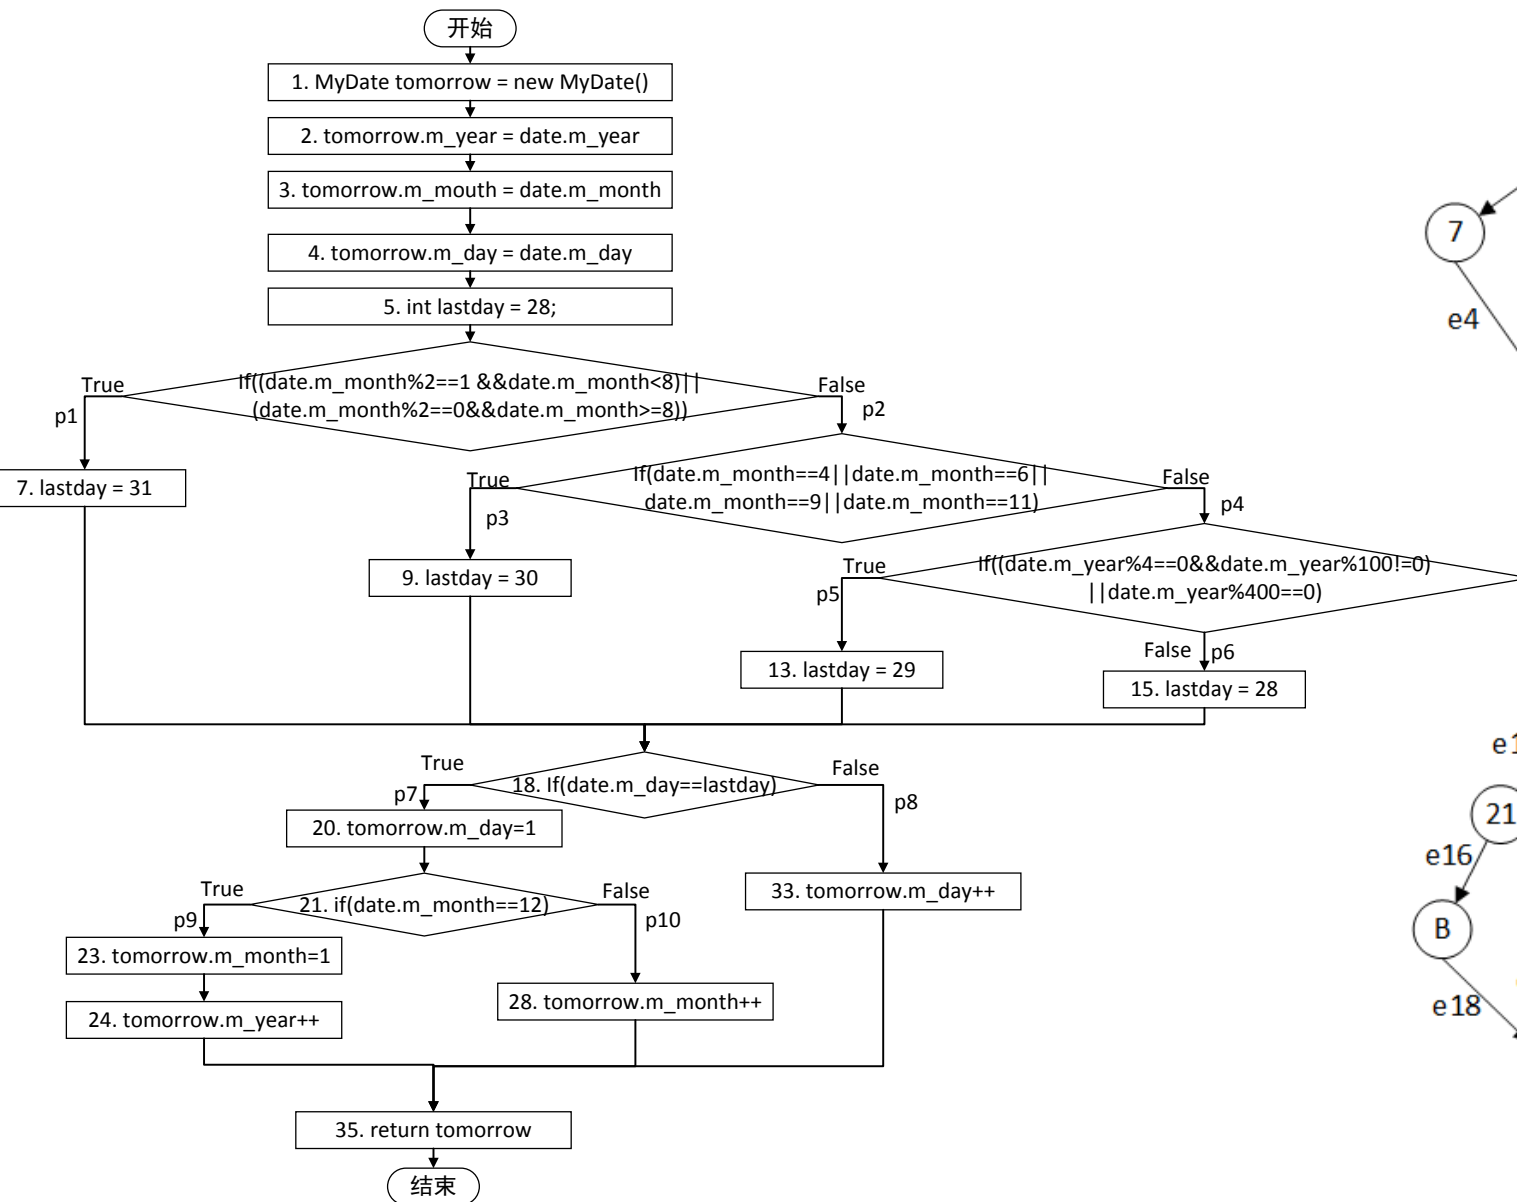 开始
1. MyDate tomorrow = new MyDate()
2. tomorrow.m_year = date.m_year
3. tomorrow.m_mouth = date.m_month
4. tomorrow.m_day = date.m_day
5. int lastday = 28;
If((date.m_month%2==1 &&date.m_month<8)||
(date.m_month%2==0&&date.m_month>=8))
True
p1
False
p2
7. lastday = 31
If(date.m_month==4||date.m_month==6||
date.m_month==9||date.m_month==11)
True
p3
False
p4
9. lastday = 30
If((date.m_year%4==0&&date.m_year%100!=0)
||date.m_year%400==0)
True
p5
False
p6
13. lastday = 29
15. lastday = 28
18. If(date.m_day==lastday)
True
p7
False
p8
20. tomorrow.m_day=1
33. tomorrow.m_day++
21. if(date.m_month==12)
True
p9
False
p10
23. tomorrow.m_month=1
24. tomorrow.m_year++
28. tomorrow.m_month++
35. return tomorrow
结束
7
e4
21
e16
B
e18